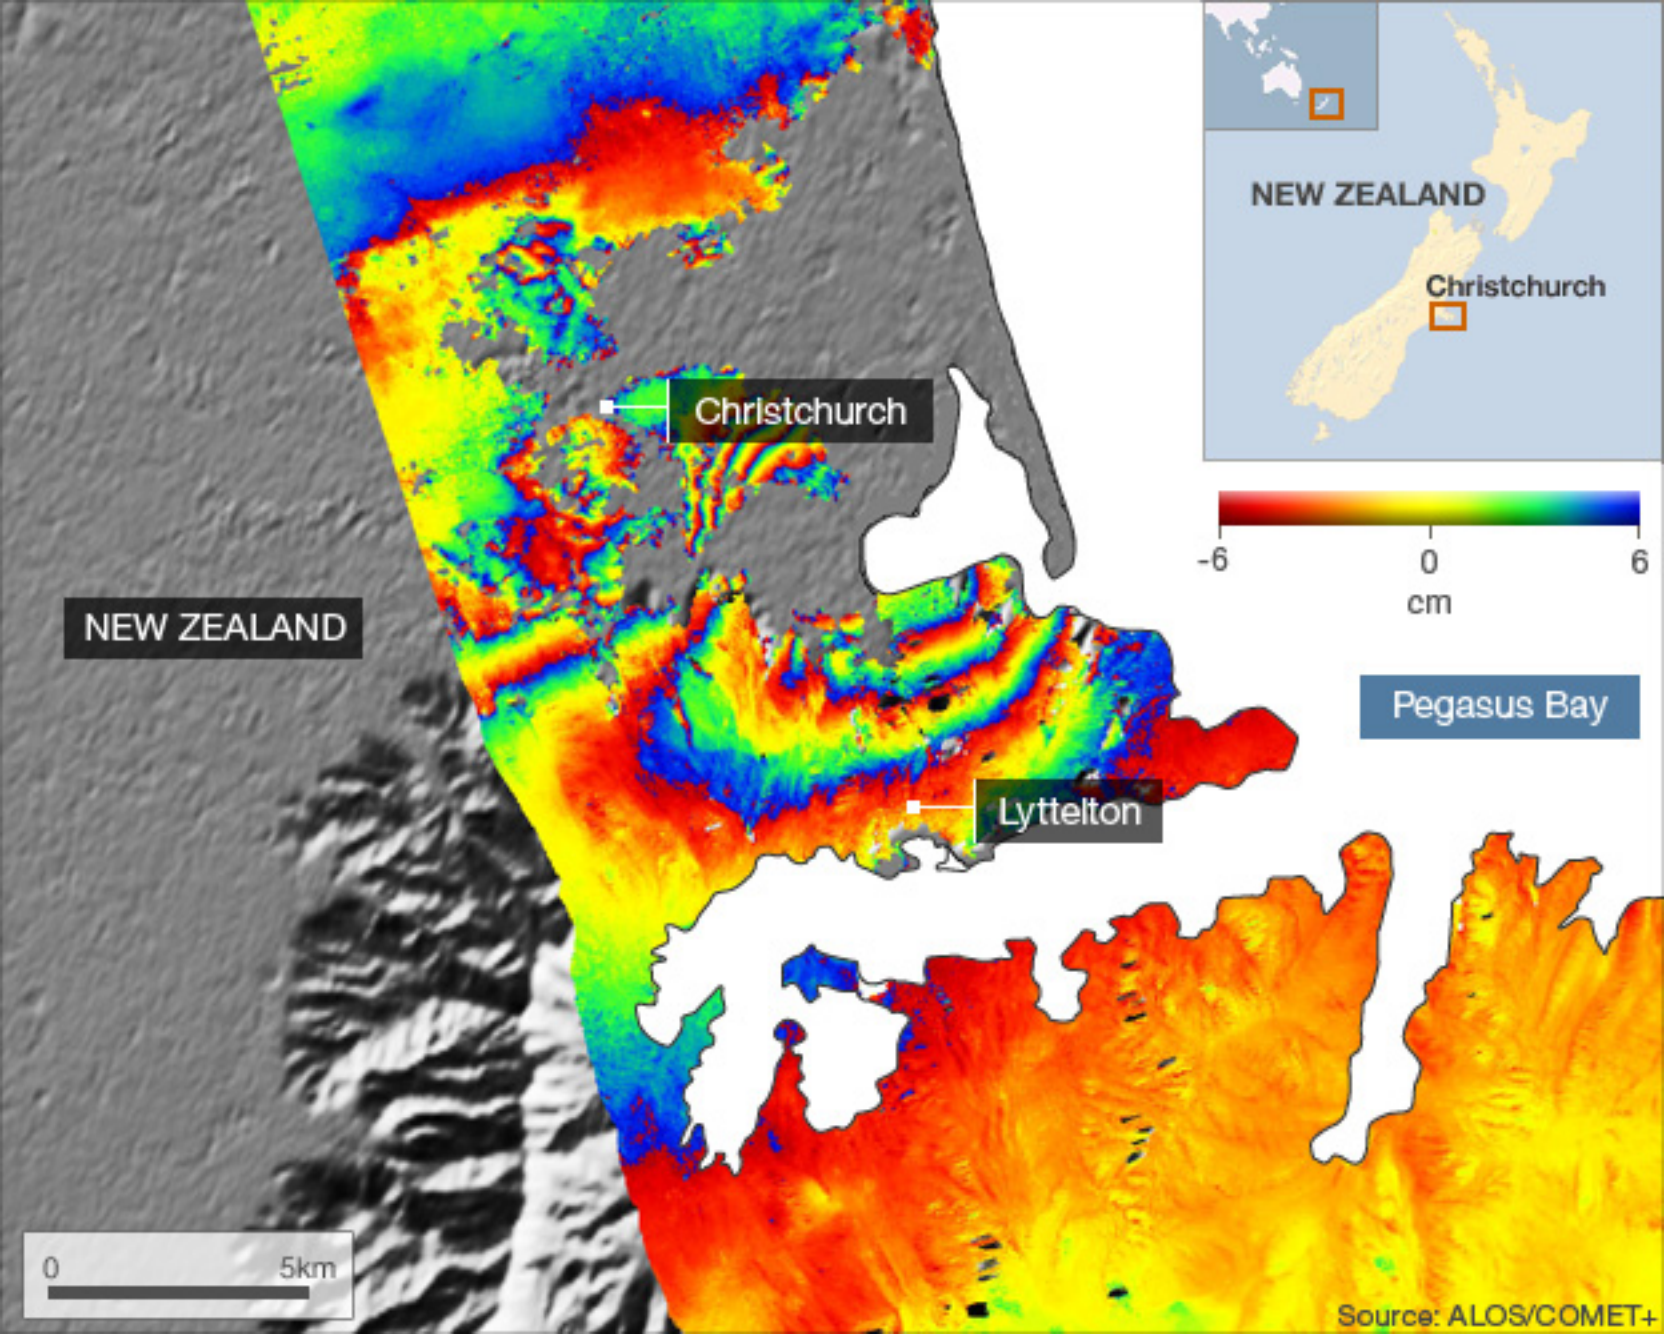 NEW ZEALAND
Christchurch
Christchurch
-6 0 6
cm
NEW ZEALAND
Pegasus Bay
Lyttelton
0 5km
Source: ALOS/COMET+